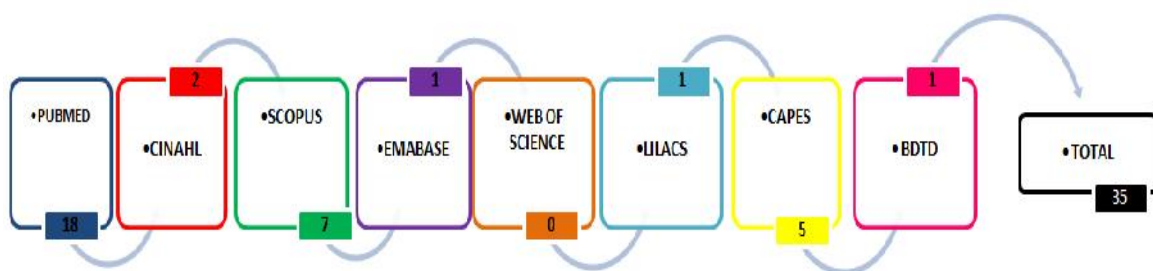 •PUBMED
18
2
•CINAHL
•SCOPUS
7
1
•EMABASE
•WEB OF
SCIENCE
0
1
•LILACS
•CAPES
5
1
•BDTD
•TOTAL
35